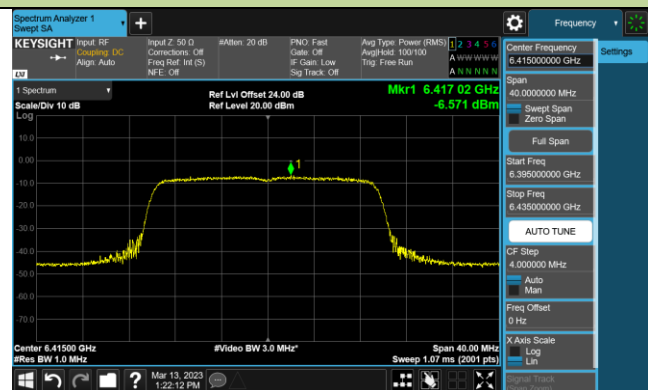 Spectrum Analyzer 1
Swept SA
+
Frequency
KEYSIGHT
Input: RF
Coupling: DC
Align: Auto
Input Z: 50 Ω
Corrections: Off
Freq Ref: Int (S)
NFE: Off
#Atten: 20 dB
PNO: Fast
Gate: Off
IF Gain: Low
Sig Track: Off
Avg Type: Power (RMS)
Avg|Hold: 100/100
Trig: Free Run
1 2 3 4 5 6
A W W W W W
A N N N N N
LXI
1 Spectrum
Scale/Div 10 dB
Log
Ref Lvl Offset 24.00 dB
Ref Level 20.00 dBm
Mkr1 6.417 02 GHz
-6.571 dBm
10.0
0.00
-10.0
-20.0
-30.0
-40.0
-50.0
-60.0
-70.0
1
Center 6.41500 GHz
#Res BW 1.0 MHz
#Video BW 3.0 MHz*
Span 40.00 MHz
Sweep 1.07 ms (2001 pts)
Mar 13, 2023
1:22:12 PM
?
Center Frequency
6.415000000 GHz
Settings
Span
40.0000000 MHz
Swept Span
Zero Span
Full Span
Start Freq
6.395000000 GHz
Stop Freq
6.435000000 GHz
AUTO TUNE
CF Step
4.000000 MHz
Auto
Man
Freq Offset
0 Hz
X Axis Scale
Log
Lin
Signal Track
(Span Zoom)